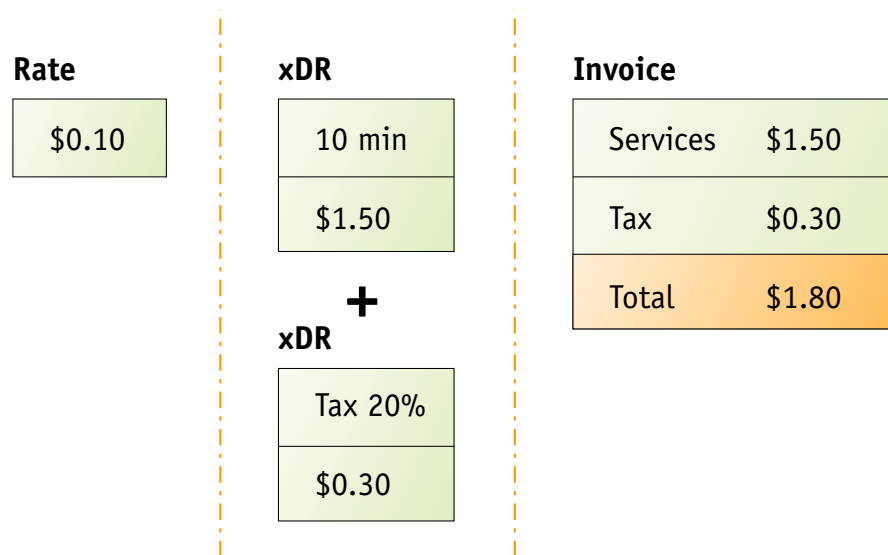 Rate
$0.10
xDR
10 min
$1.50
+
xDR
Tax 20%
$0.30
Invoice
Services $1.50
Tax $0.30
Total $1.80